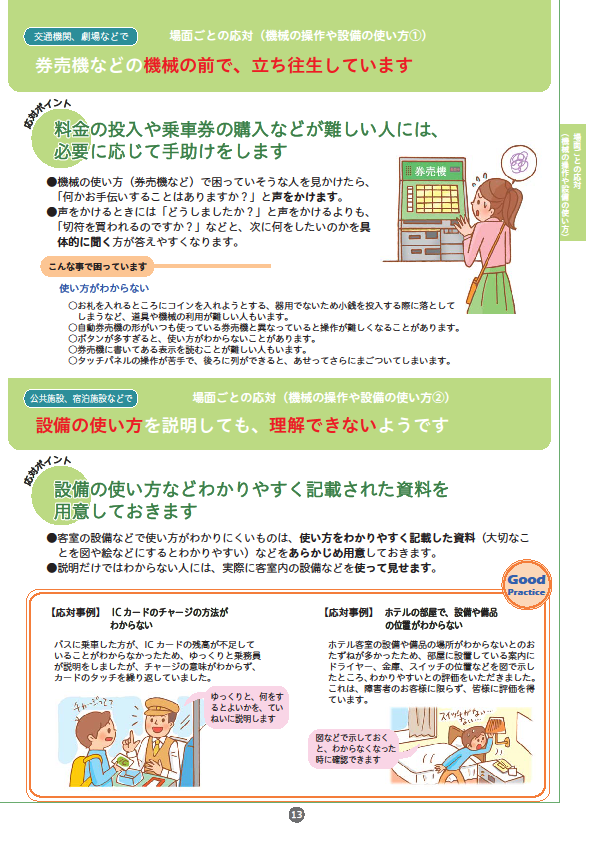 交通機関、劇場などで
場面ごとの応対（機械の操作や設備の使い方①）
券売機などの機械の前で、立ち往生しています
応対ポイント
料金の投入や乗車券の購入などが難しい人には、
必要に応じて手助けをします
●機械の使い方（券売機など）で困っていそうな人を見かけたら、
「何かお手伝いすることはありますか？」と声をかけます。
●声をかけるときには「どうしましたか？」と声をかけるよりも、
「切符を買われるのですか？」などと、次に何をしたいのかを具
体的に聞く方が答えやすくなります。
券売機
場面ごとの応対
（機械の操作や設備の使い方）
こんな事で困っています
使い方がわからない
○お札を入れるところにコインを入れようとする、器用でないため小銭を投入する際に落として
しまうなど、道具や機械の利用が難しい人もいます。
○自動券売機の形がいつも使っている券売機と異なっていると操作が難しくなることがあります。
○ボタンが多すぎると、使い方がわからないことがあります。
○券売機に書いてある表示を読むことが難しい人もいます。
○タッチパネルの操作が苦手で、後ろに列ができると、あせってさらにまごついてしまいます。
公共施設、宿泊施設などで
場面ごとの応対（機械の操作や設備の使い方②）
設備の使い方を説明しても、理解できないようです
応対ポイント
設備の使い方などわかりやすく記載された資料を
用意しておきます
●客室の設備などで使い方がわかりにくいものは、使い方をわかりやすく記載した資料（大切なこ
とを図や絵などにするとわかりやすい）などをあらかじめ用意しておきます。
●説明だけではわからない人には、実際に客室内の設備などを使って見せます。
Good
Practice
【応対事例】 ICカードのチャージの方法が
わからない
バスに乗車した方が、ICカードの残高が不足して
いることがわからなかったため、ゆっくりと乗務員
が説明をしましたが、チャージの意味がわからず、
カードのタッチを繰り返していました。
チャージって？
ゆっくりと、何をす
るとよいかを、てい
ねいに説明します
【応対事例】 ホテルの部屋で、設備や備品
の位置がわからない
ホテル客室の設備や備品の場所がわからないとのお
たずねが多かったため、部屋に設置している案内に
ドライヤー、金庫、スイッチの位置などを図で示し
たところ、わかりやすいとの評価をいただきました。
これは、障害者のお客様に限らず、皆様に評価を得
ています。
スイッチがない…
ない…
図などで示しておく
と、わからなくなった
時に確認できます
13